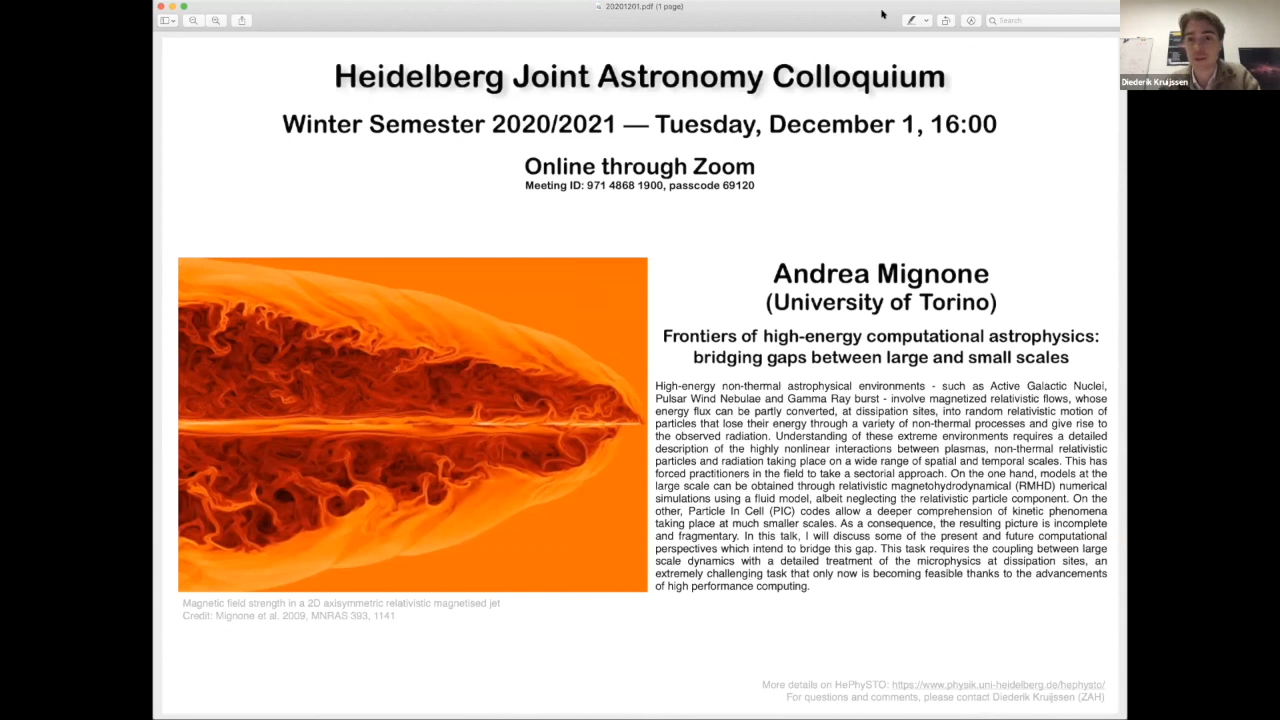 20201201.pdf (1 page)
Search
Diederik Kruijssen
Heidelberg Joint Astronomy Colloquium
Winter Semester 2020/2021 — Tuesday, December 1, 16:00
Online through Zoom
Meeting ID: 971 4868 1900, passcode 69120
Andrea Mignone
(University of Torino)
Frontiers of high-energy computational astrophysics:
bridging gaps between large and small scales
High-energy non-thermal astrophysical environments - such as Active Galactic Nuclei,
Pulsar Wind Nebulae and Gamma Ray burst - involve magnetized relativistic flows, whose
energy flux can be partly converted, at dissipation sites, into random relativistic motion of
particles that lose their energy through a variety of non-thermal processes and give rise to
the observed radiation. Understanding of these extreme environments requires a detailed
description of the highly nonlinear interactions between plasmas, non-thermal relativistic
particles and radiation taking place on a wide range of spatial and temporal scales. This has
forced practitioners in the field to take a sectorial approach. On the one hand, models at the
large scale can be obtained through relativistic magnetohydrodynamical (RMHD) numerical
simulations using a fluid model, albeit neglecting the relativistic particle component. On the
other, Particle In Cell (PIC) codes allow a deeper comprehension of kinetic phenomena
taking place at much smaller scales. As a consequence, the resulting picture is incomplete
and fragmentary. In this talk, I will discuss some of the present and future computational
perspectives which intend to bridge this gap. This task requires the coupling between large
scale dynamics with a detailed treatment of the microphysics at dissipation sites, an
extremely challenging task that only now is becoming feasible thanks to the advancements
of high performance computing.
Magnetic field strength in a 2D axisymmetric relativistic magnetised jet
Credit: Mignone et al. 2009, MNRAS 393, 1141
More details on HePhySTO: https://www.physik.uni-heidelberg.de/hephysto/
For questions and comments, please contact Diederik Kruijssen (ZAH)